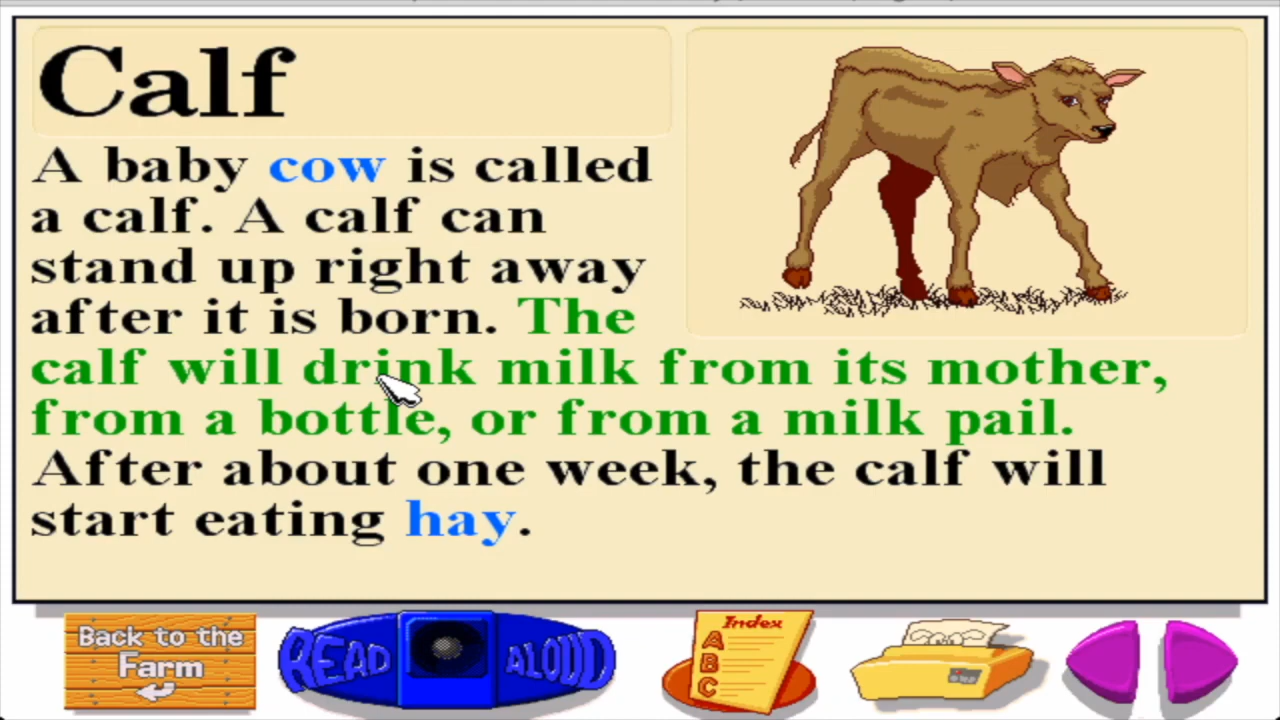 Calf
A baby cow is called
a calf. A calf can
stand up right away
after it is born. The
calf will drink milk from its mother,
from a bottle, or from a milk pail.
After about one week, the calf will
start eating hay.
Back to the
Farm
READ ALOUD
Index
A
B
C